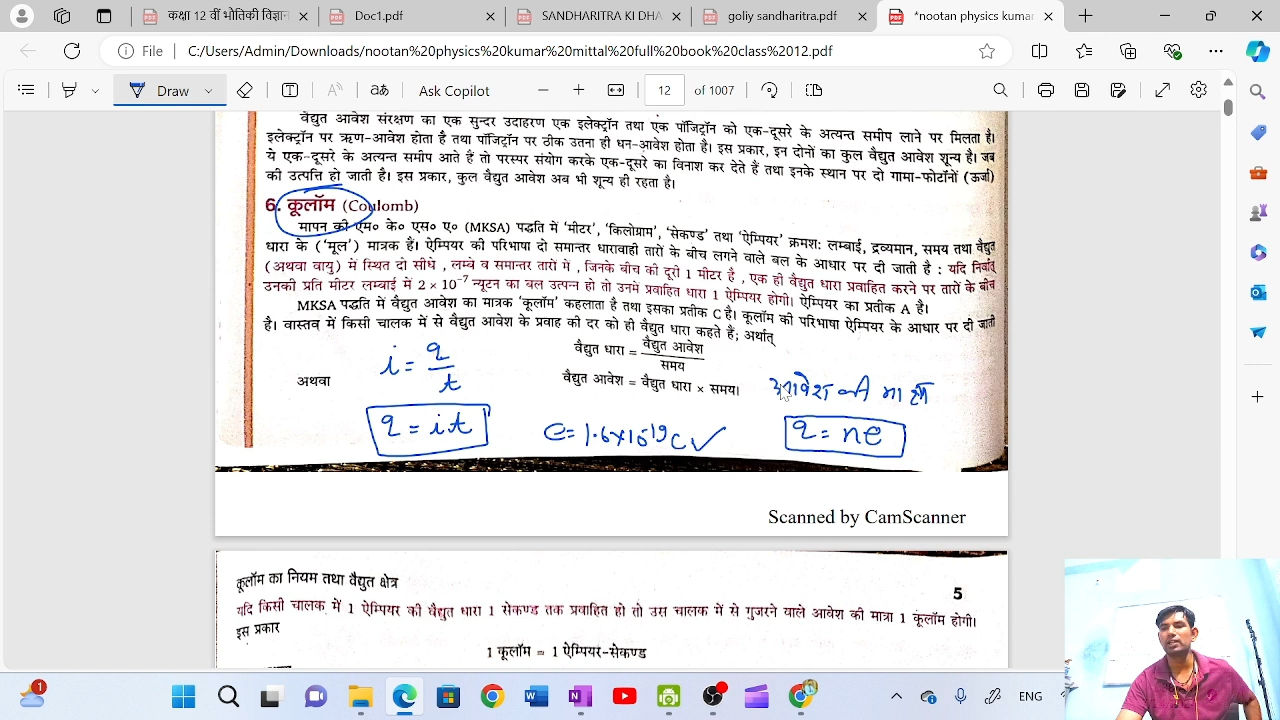 कक्षा 12 वीं भौतिकी विज्ञान
Doc1.pdf
SANDHARITRA KI DHA
goliy sandharitra.pdf
*nootan physics kumar
File
C:/Users/Admin/Downloads/nootan%20physics%20kumar%20mittal%20full%20book%20class%2012.pdf
Draw
Ask Copilot
12 of 1007
वैद्युत आवेश संरक्षण का एक सुन्दर उदाहरण एक इलेक्ट्रॉन तथा एक पॉजिट्रॉन को एक-दूसरे के अत्यन्त समीप लाने पर मिलता है।
इलेक्ट्रॉन पर ऋण-आवेश होता है तथा पॉजिट्रॉन पर ठीक उतना ही धन-आवेश होता है। इस प्रकार, इन दोनों का कुल वैद्युत आवेश शून्य है। जब
ये एक-दूसरे के अत्यन्त समीप आते हैं तो परस्पर संयोग करके एक-दूसरे का विनाश कर देते हैं तथा इनके स्थान पर दो गामा-फोटॉनों (ऊर्जा)
की उत्पत्ति हो जाती है। इस प्रकार, कुल वैद्युत आवेश अब भी शून्य ही रहता है।
6. कूलॉम (Coulomb)
मापन की एम० के० एस० ए० (MKSA) पद्धति में 'मीटर', 'किलोग्राम', 'सेकण्ड' तथा 'ऐम्पियर' क्रमश: लम्बाई, द्रव्यमान, समय तथा वैद्युत
धारा के ('मूल') मात्रक हैं। ऐम्पियर की परिभाषा दो समान्तर धारावाही तारों के बीच लगने वाले बल के आधार पर दी जाती है : यदि निर्वात्
(अथवा वायु) में स्थित दो सीधे, लम्बे व समान्तर तारों में, जिनके बीच की दूरी 1 मीटर है, एक ही वैद्युत धारा प्रवाहित करने पर तारों के बीच
उनकी प्रति मीटर लम्बाई में 2 × 10⁻⁷ न्यूटन का बल उत्पन्न हो तो उनमें प्रवाहित धारा 1 ऐम्पियर होगी। ऐम्पियर का प्रतीक A है।
MKSA पद्धति में वैद्युत आवेश का मात्रक 'कूलॉम' कहलाता है तथा इसका प्रतीक C है। कूलॉम की परिभाषा ऐम्पियर के आधार पर दी जाती
है। वास्तव में किसी चालक में से वैद्युत आवेश के प्रवाह की दर को ही वैद्युत धारा कहते हैं; अर्थात्
वैद्युत धारा = वैद्युत आवेश / समय
i = q / t
अथवा
वैद्युत आवेश = वैद्युत धारा × समय।
q = it
e = 1.6×10¹⁹C ✓
q = ne
Scanned by CamScanner
कूलॉम का नियम तथा वैद्युत क्षेत्र
5
यदि किसी चालक में 1 ऐम्पियर की वैद्युत धारा 1 सेकण्ड तक प्रवाहित हो तो उस चालक में से गुजरने वाले आवेश की मात्रा 1 कूलॉम होगी।
इस प्रकार
1 कूलॉम = 1 ऐम्पियर-सेकण्ड
1
ENG